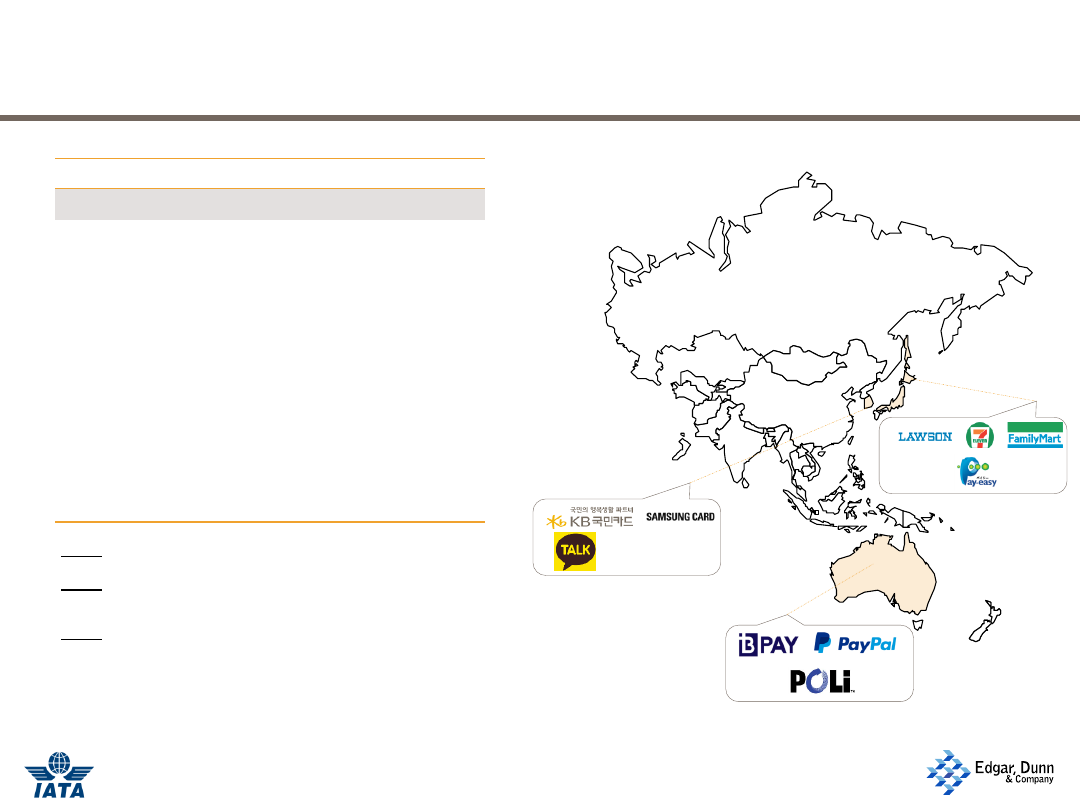 LAWSON
7
ELEVEN
FamilyMart
Pay-easy
국민의 행복생활 파트너
Kb KB국민카드
SAMSUNG CARD
TALK
BPAY
P PayPal
POLi™
IATA
Edgar, Dunn
& Company